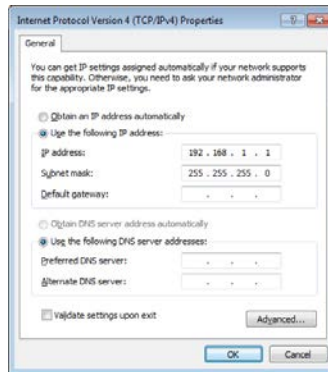 Internet Protocol Version 4 (TCP/IPv4) Properties
General
You can get IP settings assigned automatically if your network supports
this capability. Otherwise, you need to ask your network administrator
for the appropriate IP settings.
Obtain an IP address automatically
Use the following IP address:
IP address: 192 . 168 . 1 . 1
Subnet mask: 255 . 255 . 255 . 0
Default gateway: . . .
Obtain DNS server address automatically
Use the following DNS server addresses:
Preferred DNS server: . . .
Alternate DNS server: . . .
Validate settings upon exit
Advanced...
OK Cancel